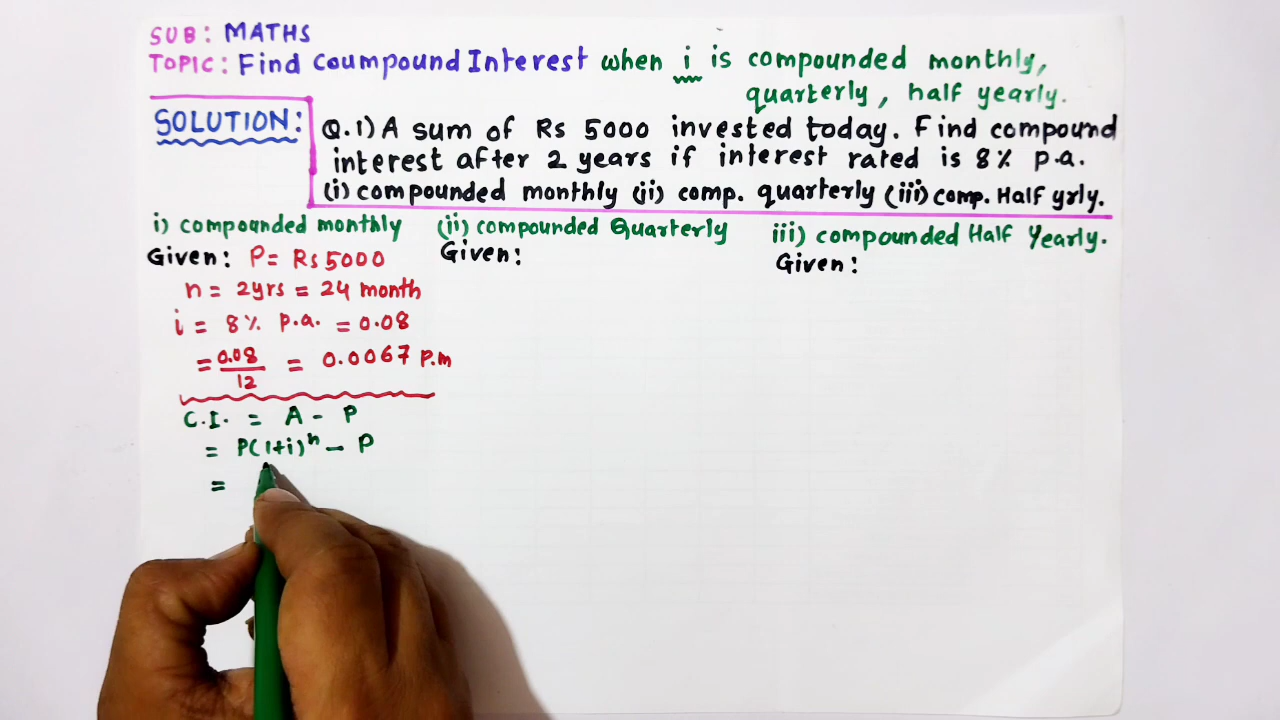 SUB: MATHS
TOPIC: Find Coumpound Interest when i is compounded monthly,
quarterly, half yearly.
SOLUTION:
Q.1) A sum of Rs 5000 invested today. Find compound
interest after 2 years if interest rated is 8% p.a.
(i) compounded monthly (ii) comp. quarterly (iii) comp. Half yrly.
i) compounded monthly
Given: P= Rs 5000
n = 2yrs = 24 month
i = 8% p.a. = 0.08
= 0.08/12 = 0.0067 P.M
C.I. = A - P
= P(1+i)^n - P
=
(ii) compounded Quarterly
Given:
iii) compounded Half Yearly.
Given: